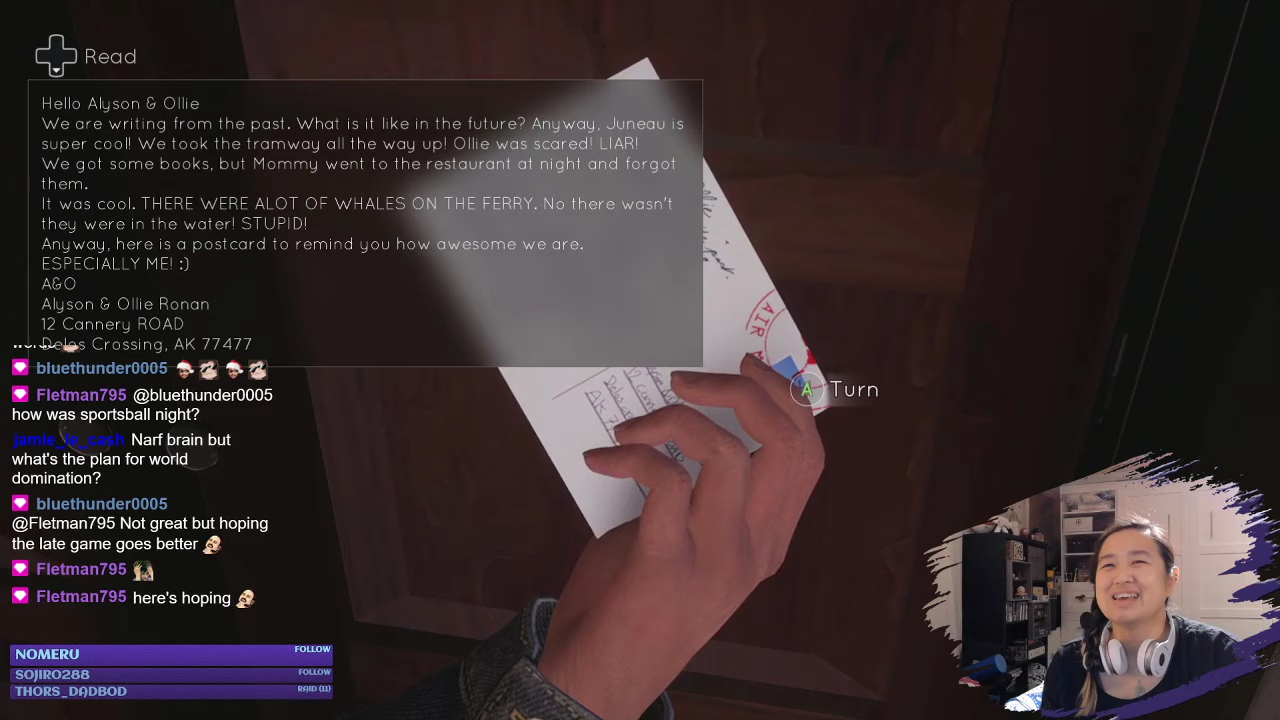 Read
Hello Alyson & Ollie
We are writing from the past. What is it like in the future? Anyway, Juneau is
super cool! We took the tramway all the way up! Ollie was scared! LIAR!
We got some books, but Mommy went to the restaurant at night and forgot
them.
It was cool. THERE WERE ALOT OF WHALES ON THE FERRY. No there wasn't
they were in the water! STUPID!
Anyway, here is a postcard to remind you how awesome we are.
ESPECIALLY ME! :)
A&O
Alyson & Ollie Ronan
12 Cannery ROAD
Delos Crossing, AK 77477
AIR
A Turn
bluethunder0005
Fletman795 @bluethunder0005
how was sportsball night?
jamie_le_cash Narf brain but
what's the plan for world
domination?
bluethunder0005
@Fletman795 Not great but hoping
the late game goes better
Fletman795
Fletman795 here's hoping
NOMERU FOLLOW
SOJIRO288 FOLLOW
THORS_DADBOD RAID (11)